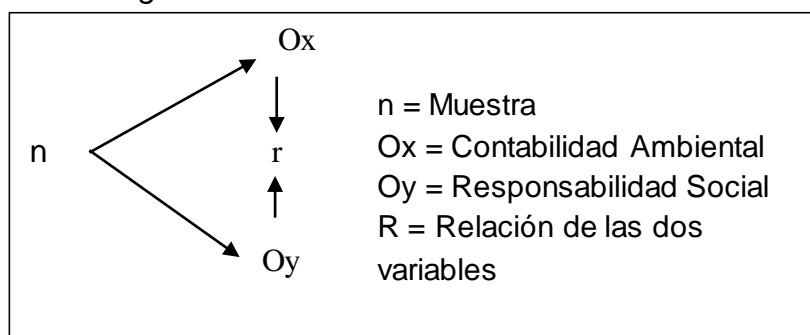 Ox
n = Muestra
Ox = Contabilidad Ambiental
n
r
Oy = Responsabilidad Social
R = Relación de las dos
Oy
variables